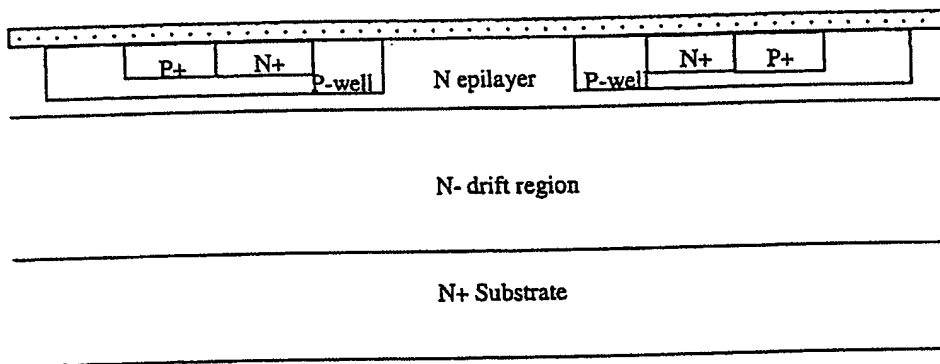 P+ N+ P-well N epilayer P-well N+ P+
N- drift region
N+ Substrate